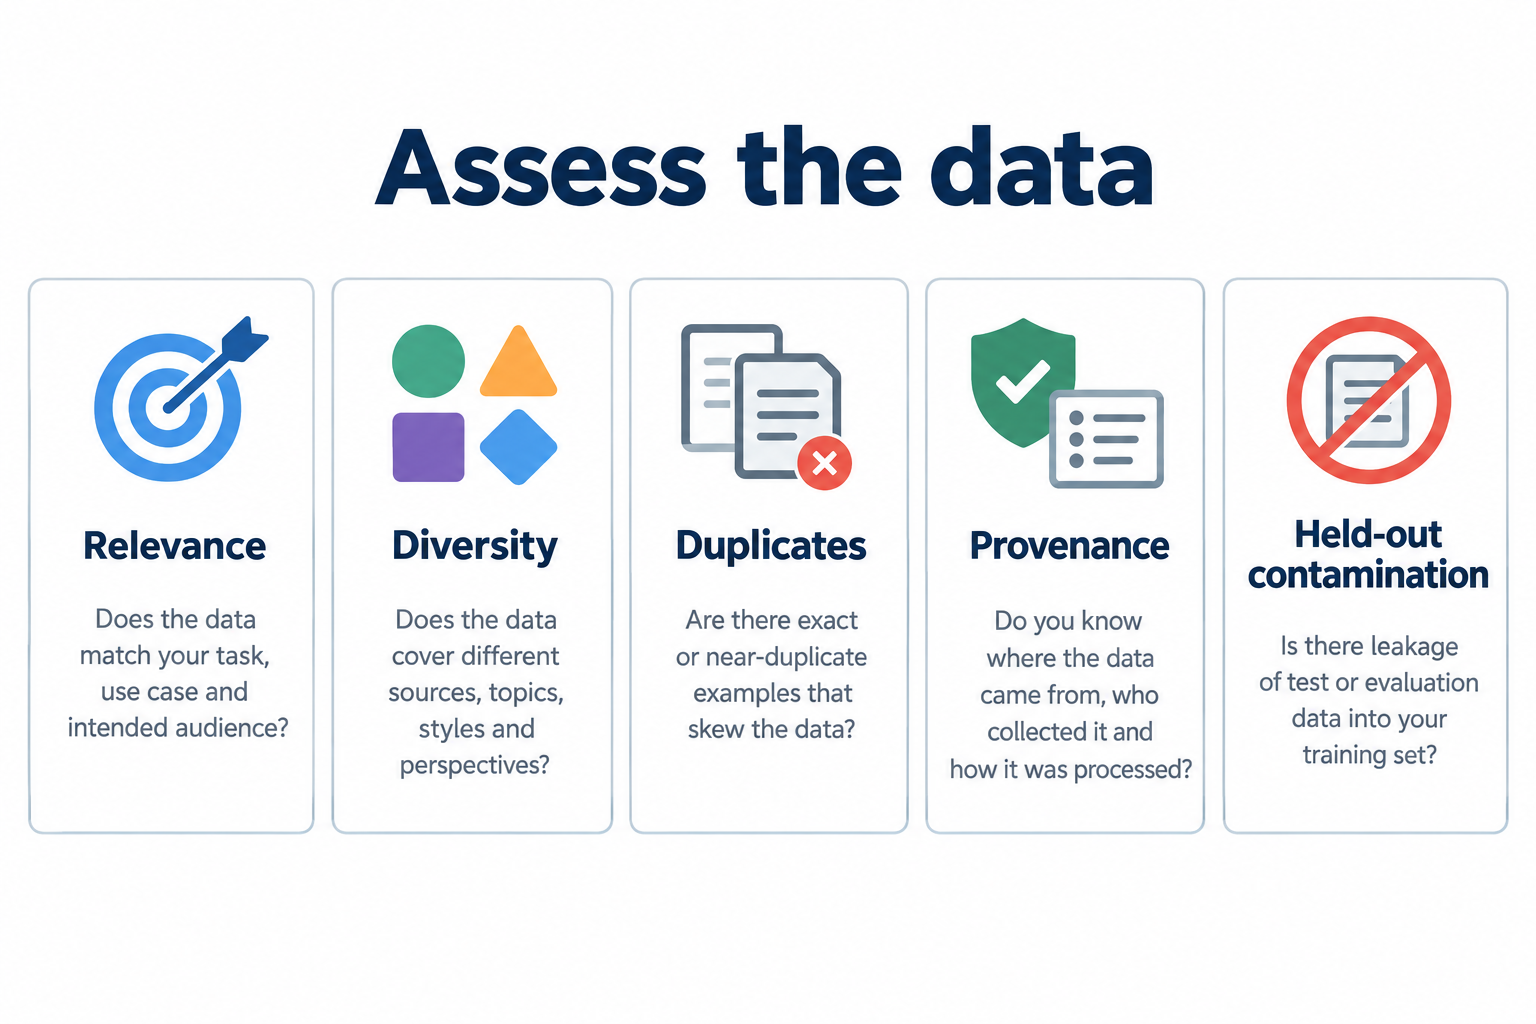 Assess the data
Relevance
Does the data
match your task,
use case and
intended audience?
Diversity
Does the data
cover different
sources, topics,
styles and
perspectives?
Duplicates
Are there exact
or near-duplicate
examples that
skew the data?
Provenance
Do you know
where the data
came from, who
collected it and
how it was processed?
Held-out
contamination
Is there leakage
of test or evaluation
data into your
training set?